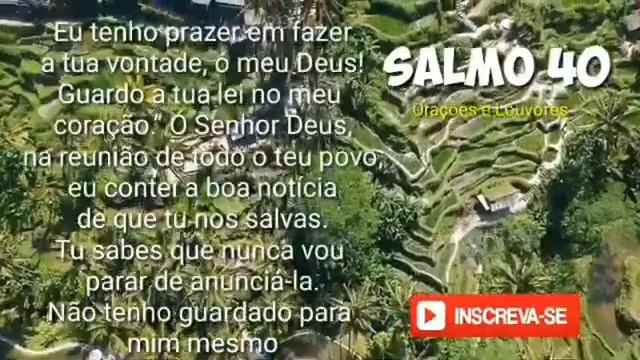 Eu tenho prazer em fazer
a tua vontade, ó meu Deus!
Guardo a tua lei no meu
coração.” Ó Senhor Deus,
na reunião de todo o teu povo,
eu contei a boa notícia
de que tu nos salvas.
Tu sabes que nunca vou
parar de anunciá-la.
Não tenho guardado para
mim mesmo
SALMO 40
Orações e Louvores
INSCREVA-SE